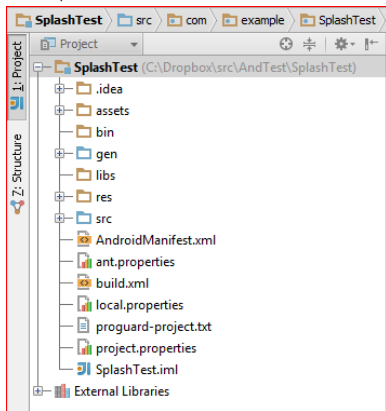 SplashTest src com example SplashTest
Project
1: Project
SplashTest (C:\Dropbox\src\AndTest\SplashTest)
.idea
assets
bin
gen
libs
res
src
AndroidManifest.xml
ant.properties
build.xml
local.properties
proguard-project.txt
project.properties
SplashTest.iml
External Libraries
Z: Structure